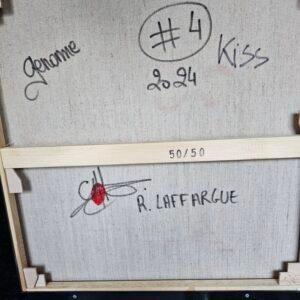 # 4
genome
Kiss
2024
50/50
R. LAFFARGUE